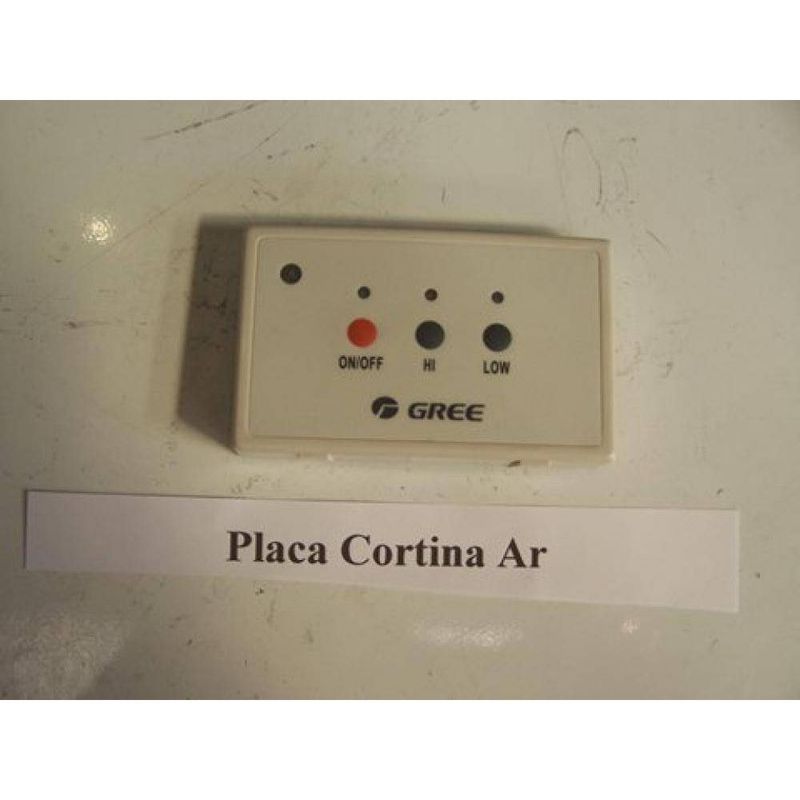 ON/OFF HI LOW
GREE
Placa Cortina Ar